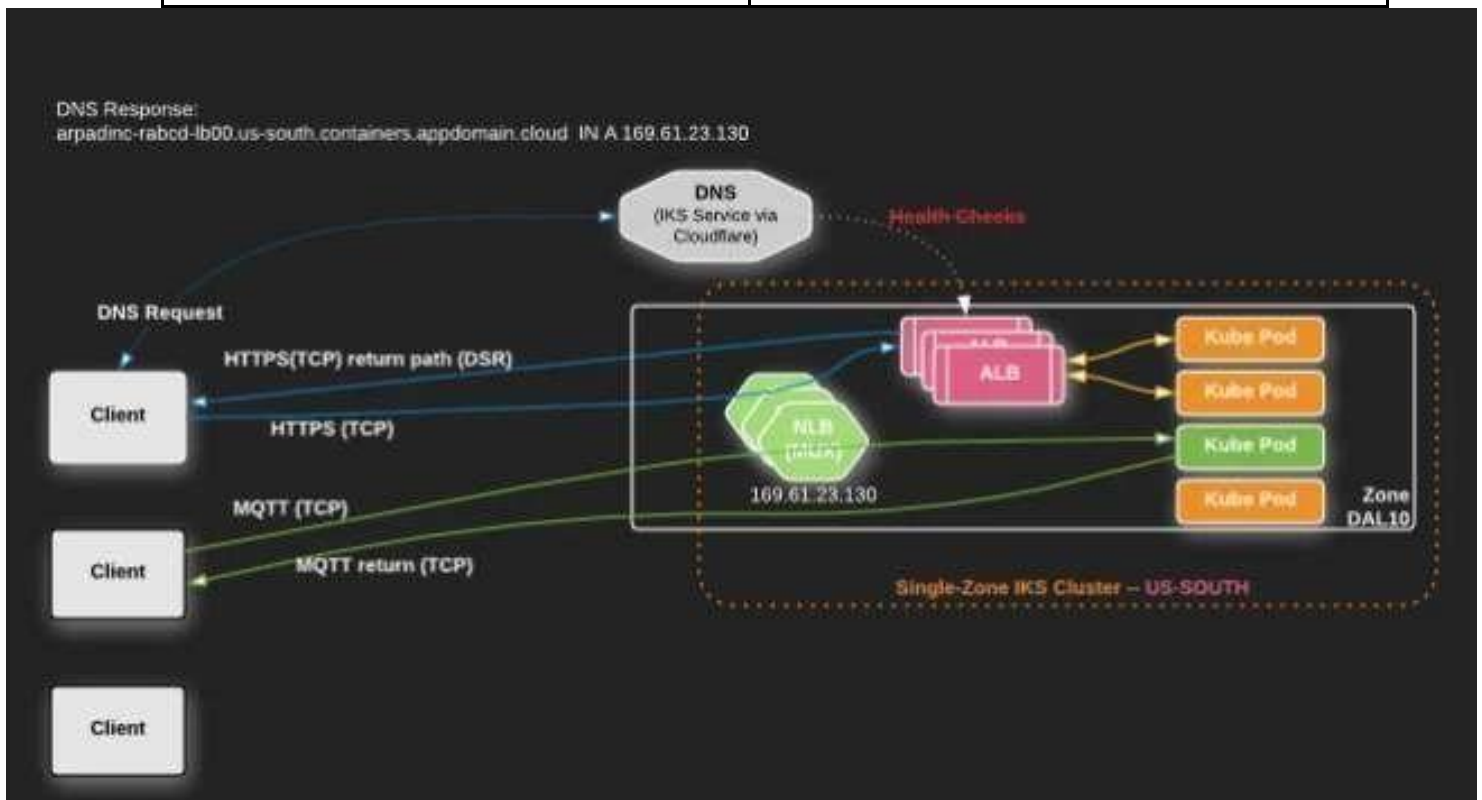 DNS Response:
arpadinc-rabcd-lb00.us-south.containers.appdomain.cloud IN A 169.61.23.130
DNS
(IKS Service via
Cloudflare)
Health Checks
DNS Request
HTTPS(TCP) return path (DSR)
Client
HTTPS (TCP)
ALB
ALB
Kube Pod
Kube Pod
Kube Pod
Kube Pod
NLB
(MUX)
169.61.23.130
Zone
DAL10
MQTT (TCP)
Client
MQTT return (TCP)
Single-Zone IKS Cluster – US-SOUTH
Client